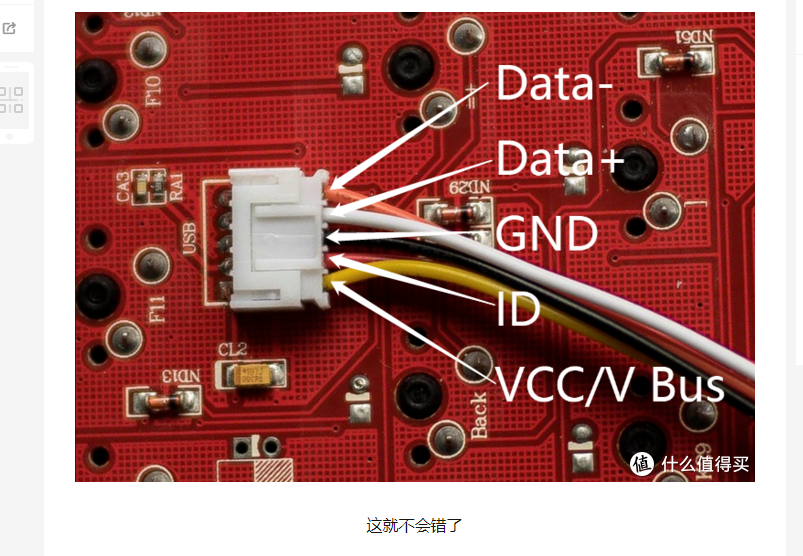 ND51
F10
Data-
Data+
CA3
RA1
ND29
USB
GND
F11
ID
CL2
ND13
VCC/V Bus
Back
值 什么值得买
这就不会错了